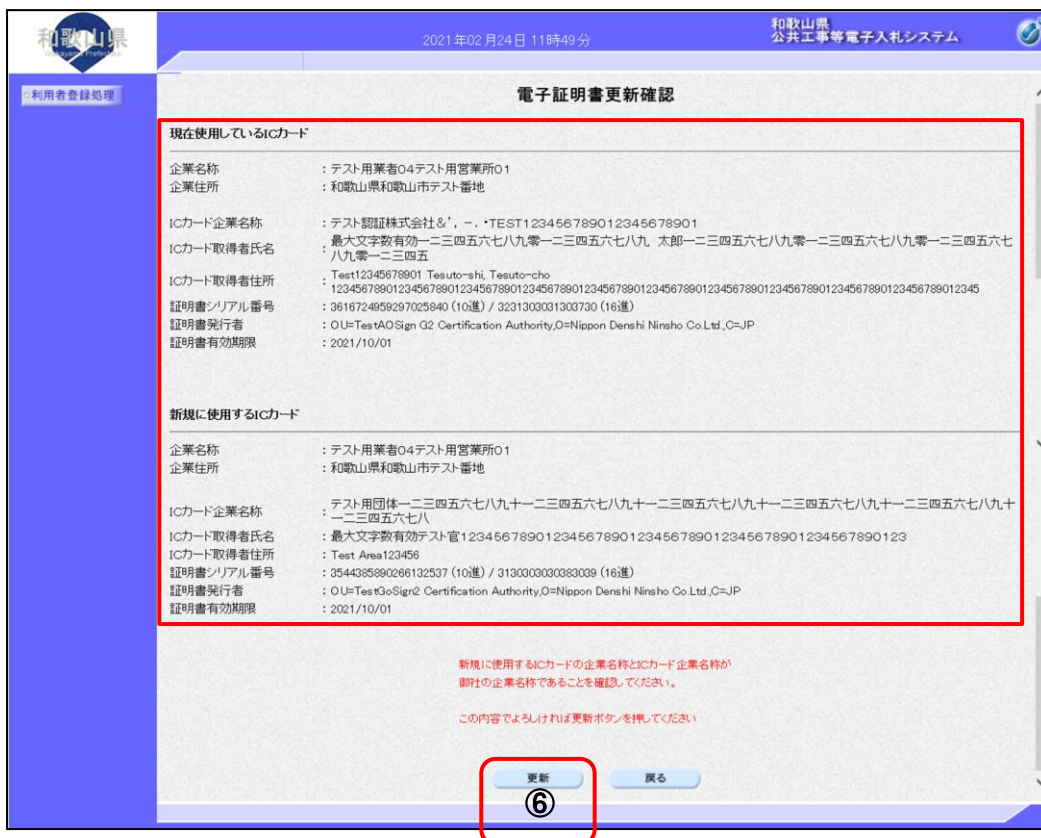 和歌山県
Wakayama Prefecture
2021年02月24日 11時49分
和歌山県
公共工事等電子入札システム
利用者登録処理
電子証明書更新確認
現在使用しているICカード
企業名称 ：テスト用業者04テスト用営業所01
企業住所 ：和歌山県和歌山市テスト番地
ICカード企業名称 ：テスト認証株式会社&’，－．・TEST123456789012345678901
ICカード取得者氏名 ：最大文字数有効一二三四五六七八九零一二三四五六七八九 太郎一二三四五六七八九零一二三四五六七八九零一二三四五六七
八九零一二三四五
ICカード取得者住所 ：Test12345678901 Tesuto-shi, Tesuto-cho
12345678901234567890123456789012345678901234567890123456789012345678901234567890123456789012345
証明書シリアル番号 ：3616724959297025840 (10進) / 3231303031303730 (16進)
証明書発行者 ：OU=TestAOSign G2 Certification Authority,O=Nippon Denshi Ninsho Co.Ltd.,C=JP
証明書有効期限 ：2021/10/01
新規に使用するICカード
企業名称 ：テスト用業者04テスト用営業所01
企業住所 ：和歌山県和歌山市テスト番地
ICカード企業名称 ：テスト用団体一二三四五六七八九十一二三四五六七八九十一二三四五六七八九十一二三四五六七八九十一二三四五六七八九十
一二三四五六七八
ICカード取得者氏名 ：最大文字数有効テスト官12345678901234567890123456789012345678901234567890123
ICカード取得者住所 ：Test Area123456
証明書シリアル番号 ：3544385890266132537 (10進) / 3130303030383039 (16進)
証明書発行者 ：OU=TestGoSign2 Certification Authority,O=Nippon Denshi Ninsho Co.Ltd.,C=JP
証明書有効期限 ：2021/10/01
新規に使用するICカードの企業名称とICカード企業名称が
御社の企業名称であることを確認してください。
この内容でよろしければ更新ボタンを押してください
更新 戻る
⑥